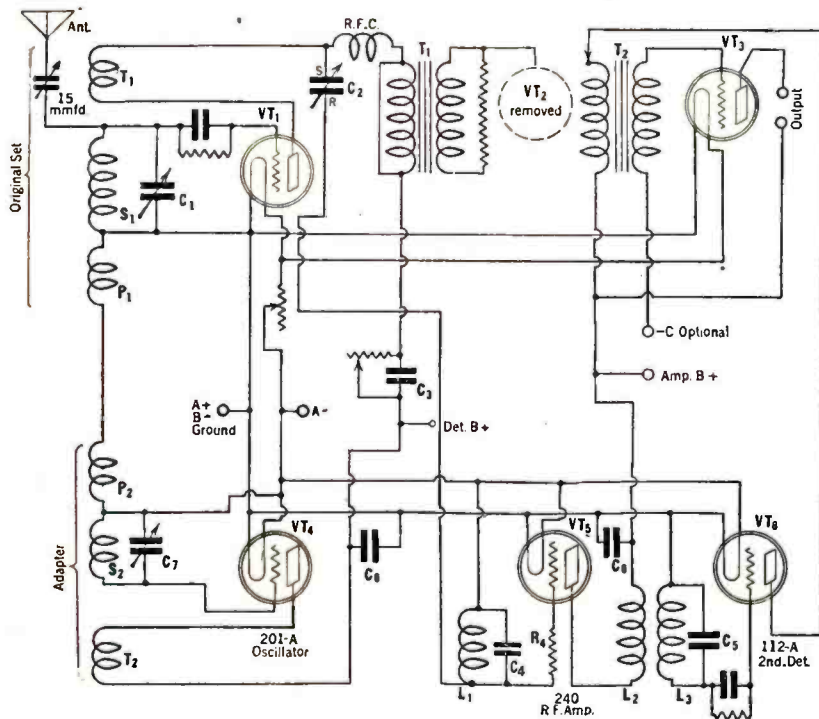 Ant.
R.F.C.
T1
T2
VT3
T1
15
mmfd
S
C2
R
VT1
VT2
removed
Output
Original Set
S1
C1
P1
-C Optional
C3
Amp. B+
A+
B-
Ground
A-
Det. B+
Adapter
P2
VT4
VT5
VT6
S2
C7
C6
C6
201-A
Oscillator
R4
C4
C5
112-A
2nd. Det.
T2
L1
240
R F. Amp.
L2
L3